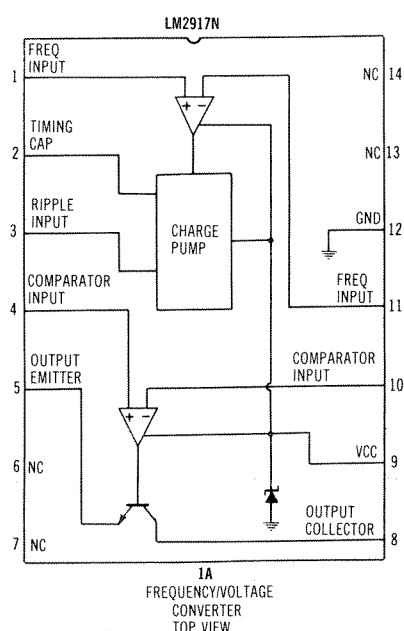 LM2917N
FREQ
INPUT
1
NC 14
TIMING
CAP
2
NC 13
RIPPLE
INPUT
3
CHARGE
PUMP
GND
12
COMPARATOR
INPUT
4
FREQ
INPUT
11
OUTPUT
EMITTER
5
COMPARATOR
INPUT
10
6 NC
VCC
9
7 NC
OUTPUT
COLLECTOR
8
+ −
+ −
1A
FREQUENCY/VOLTAGE
CONVERTER
TOP VIEW